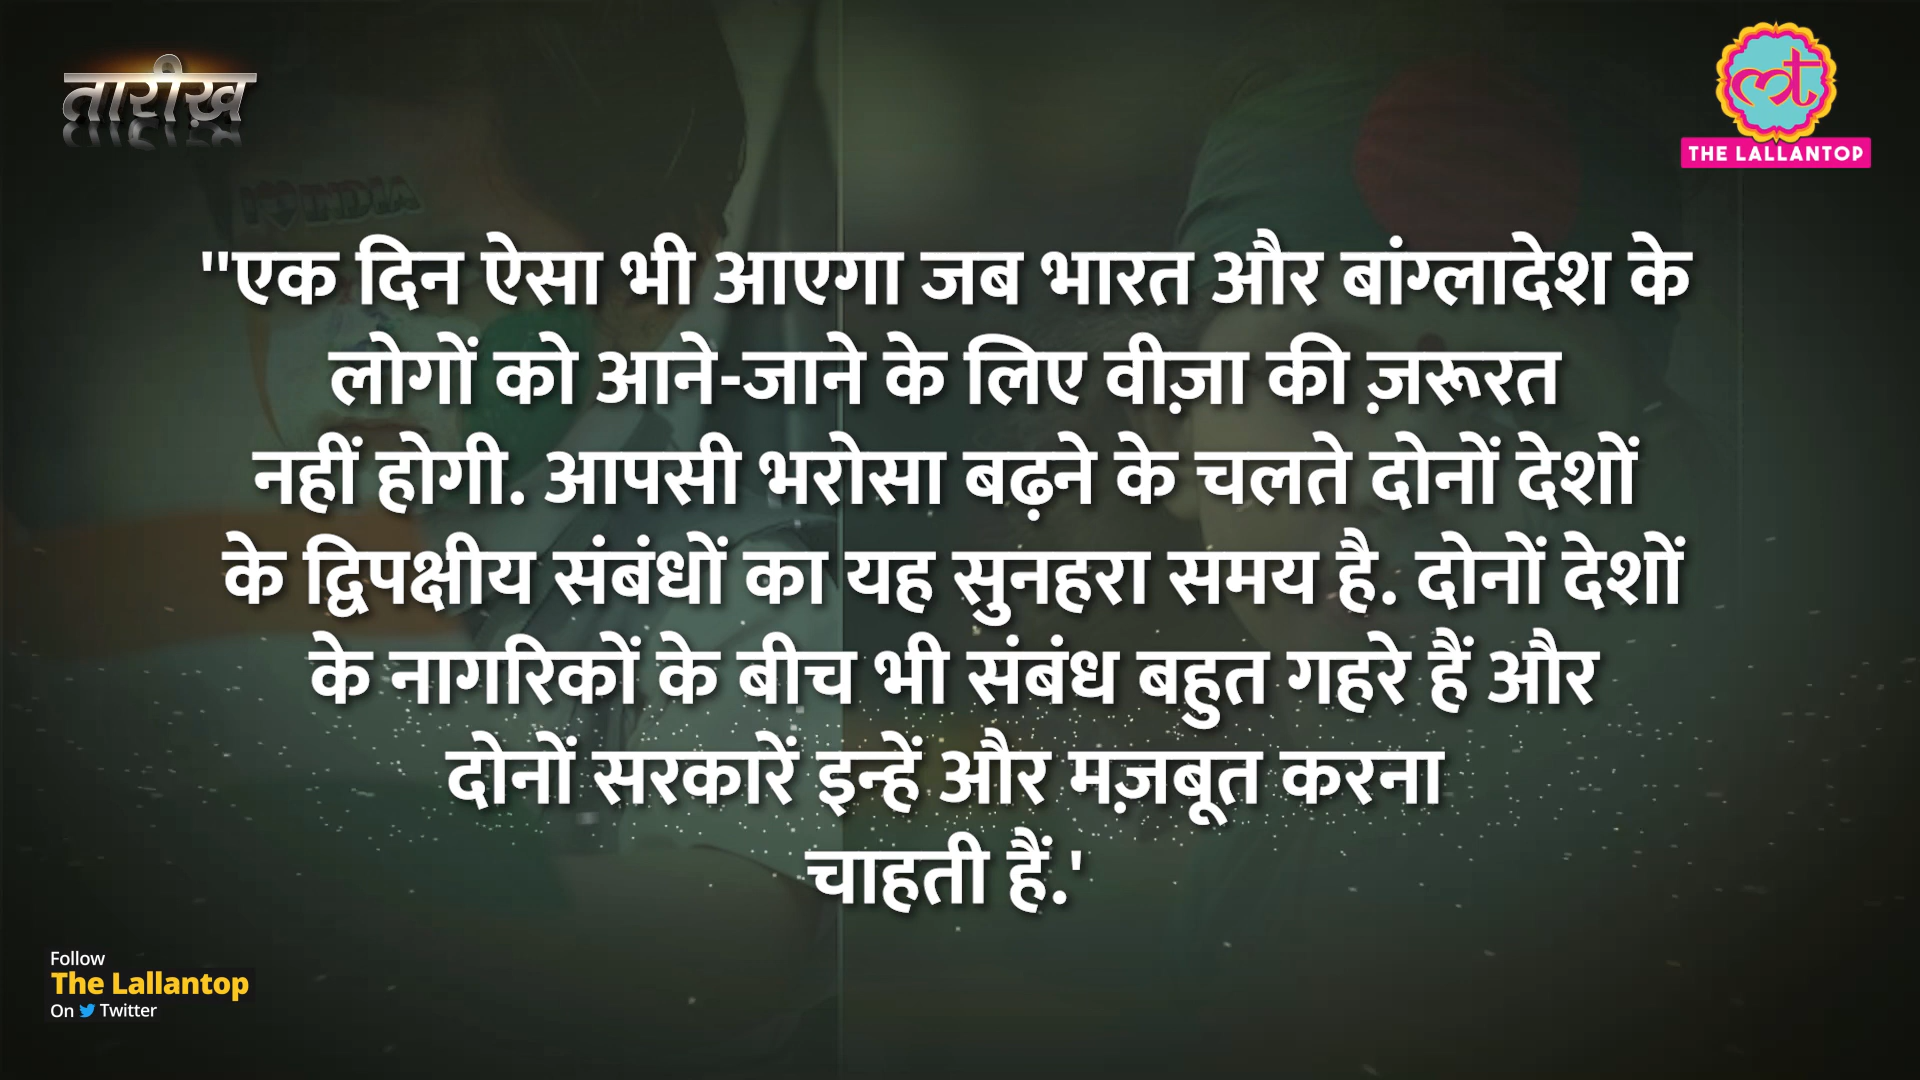 तारीख़
THE LALLANTOP
I INDIA
"एक दिन ऐसा भी आएगा जब भारत और बांग्लादेश के
लोगों को आने-जाने के लिए वीज़ा की ज़रूरत
नहीं होगी. आपसी भरोसा बढ़ने के चलते दोनों देशों
के द्विपक्षीय संबंधों का यह सुनहरा समय है. दोनों देशों
के नागरिकों के बीच भी संबंध बहुत गहरे हैं और
दोनों सरकारें इन्हें और मज़बूत करना
चाहती हैं.'
Follow
The Lallantop
On Twitter